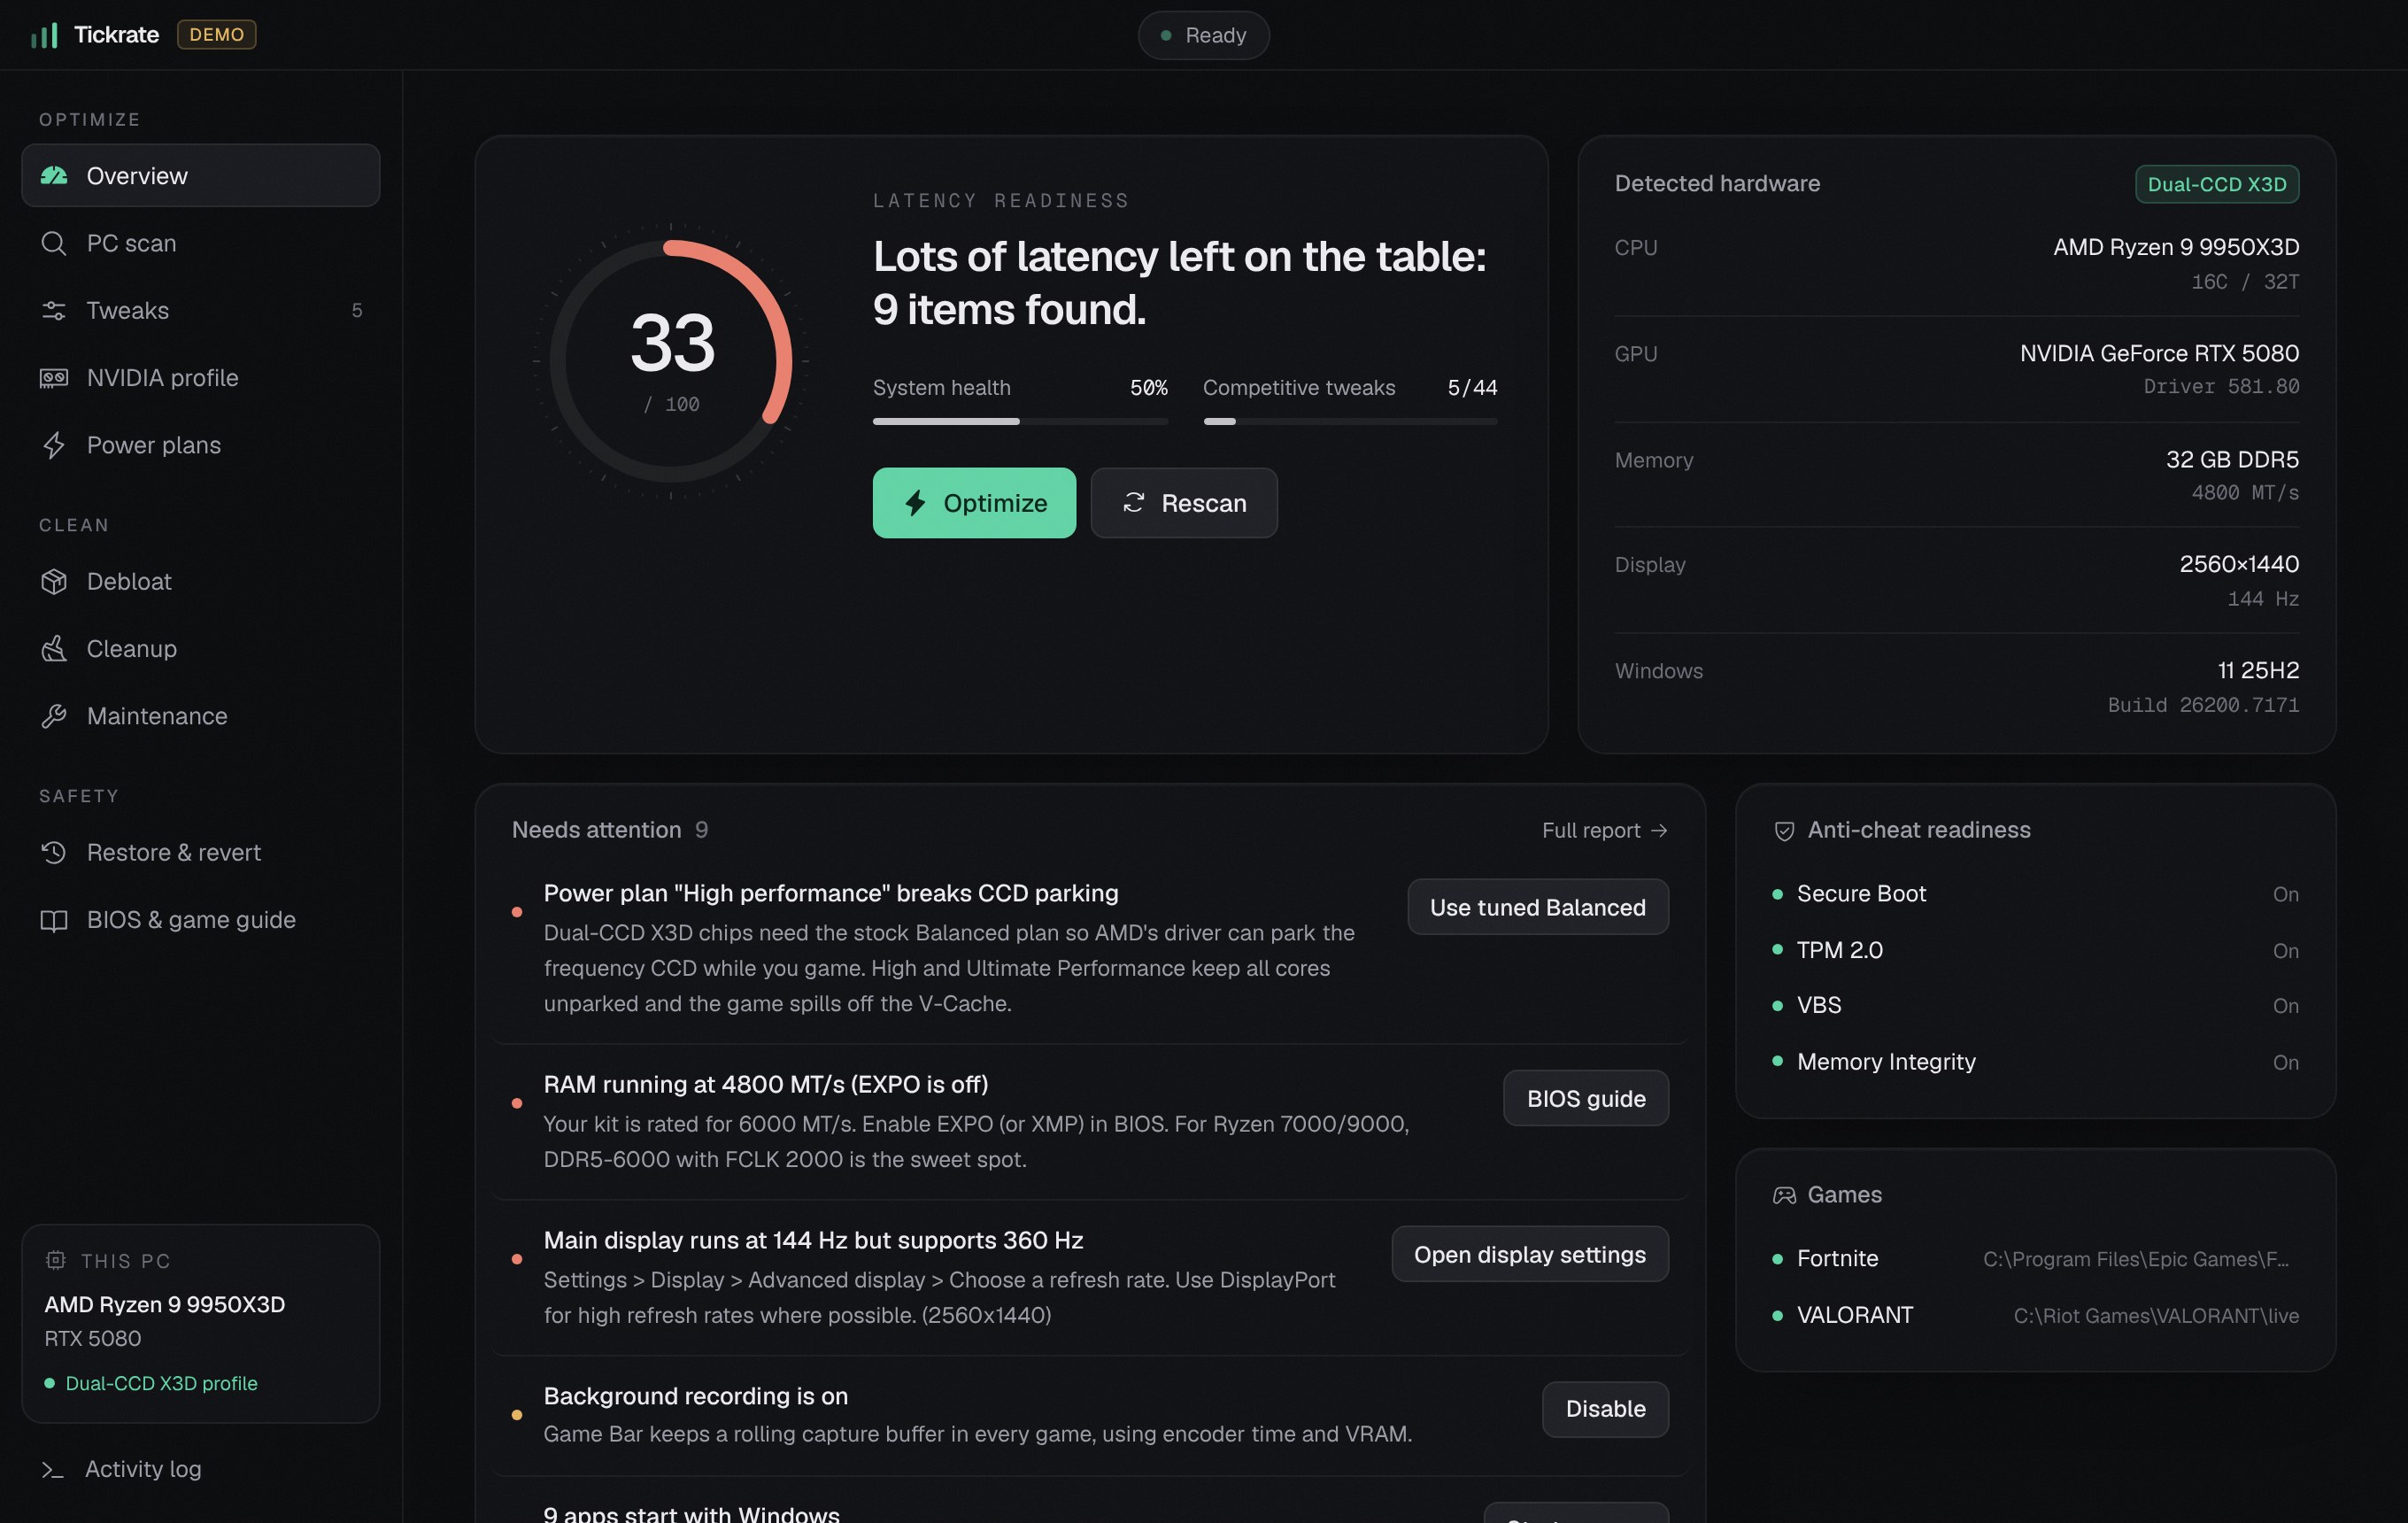 Tickrate DEMO
Ready
OPTIMIZE
Overview
PC scan
Tweaks 5
NVIDIA profile
Power plans
CLEAN
Debloat
Cleanup
Maintenance
SAFETY
Restore & revert
BIOS & game guide
THIS PC
AMD Ryzen 9 9950X3D
RTX 5080
Dual-CCD X3D profile
Activity log
33
/ 100
LATENCY READINESS
Lots of latency left on the table:
9 items found.
System health 50%
Competitive tweaks 5/44
Optimize
Rescan
Detected hardware Dual-CCD X3D
CPU AMD Ryzen 9 9950X3D
16C / 32T
GPU NVIDIA GeForce RTX 5080
Driver 581.80
Memory 32 GB DDR5
4800 MT/s
Display 2560×1440
144 Hz
Windows 11 25H2
Build 26200.7171
Needs attention 9
Full report →
Power plan "High performance" breaks CCD parking
Dual-CCD X3D chips need the stock Balanced plan so AMD's driver can park the
frequency CCD while you game. High and Ultimate Performance keep all cores
unparked and the game spills off the V-Cache.
Use tuned Balanced
RAM running at 4800 MT/s (EXPO is off)
Your kit is rated for 6000 MT/s. Enable EXPO (or XMP) in BIOS. For Ryzen 7000/9000,
DDR5-6000 with FCLK 2000 is the sweet spot.
BIOS guide
Main display runs at 144 Hz but supports 360 Hz
Settings > Display > Advanced display > Choose a refresh rate. Use DisplayPort
for high refresh rates where possible. (2560x1440)
Open display settings
Background recording is on
Game Bar keeps a rolling capture buffer in every game, using encoder time and VRAM.
Disable
9 apps start with Windows
Anti-cheat readiness
Secure Boot On
TPM 2.0 On
VBS On
Memory Integrity On
Games
Fortnite C:\Program Files\Epic Games\F...
VALORANT C:\Riot Games\VALORANT\live